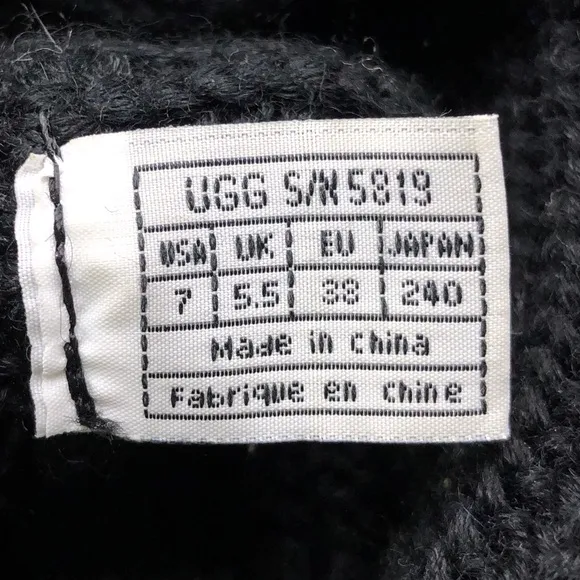 UGG S/N 5819
USA UK EU JAPAN
7 5.5 38 240
Made in china
Fabrique en chine